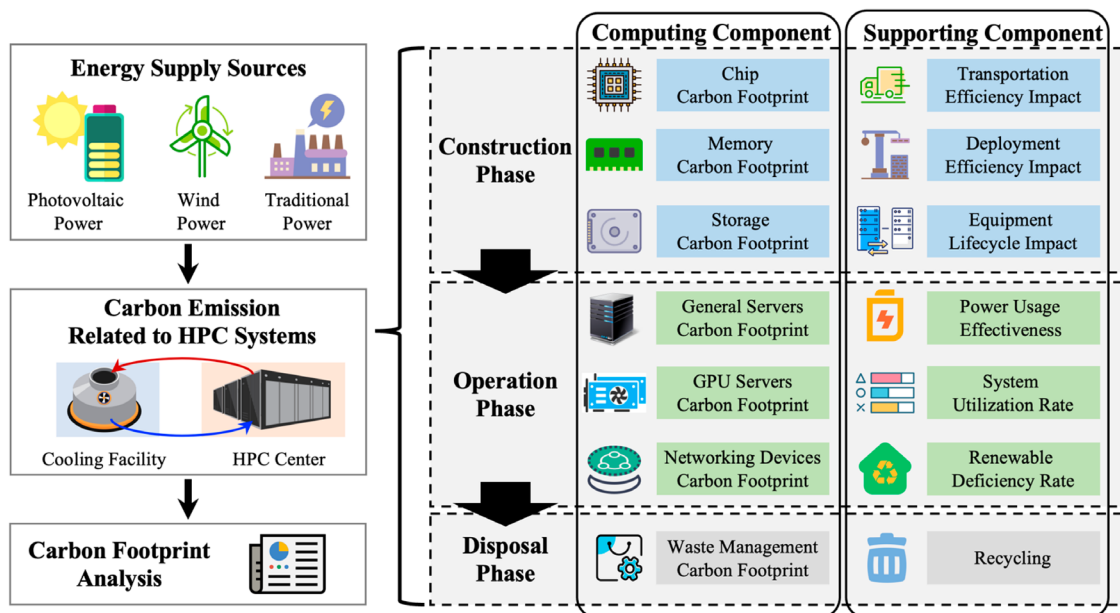 Energy Supply Sources
Photovoltaic
Power
Wind
Power
Traditional
Power
Carbon Emission
Related to HPC Systems
Cooling Facility
HPC Center
Carbon Footprint
Analysis
Computing Component
Supporting Component
Construction
Phase
Chip
Carbon Footprint
Transportation
Efficiency Impact
Memory
Carbon Footprint
Deployment
Efficiency Impact
Storage
Carbon Footprint
Equipment
Lifecycle Impact
Operation
Phase
General Servers
Carbon Footprint
Power Usage
Effectiveness
GPU Servers
Carbon Footprint
System
Utilization Rate
Networking Devices
Carbon Footprint
Renewable
Deficiency Rate
Disposal
Phase
Waste Management
Carbon Footprint
Recycling